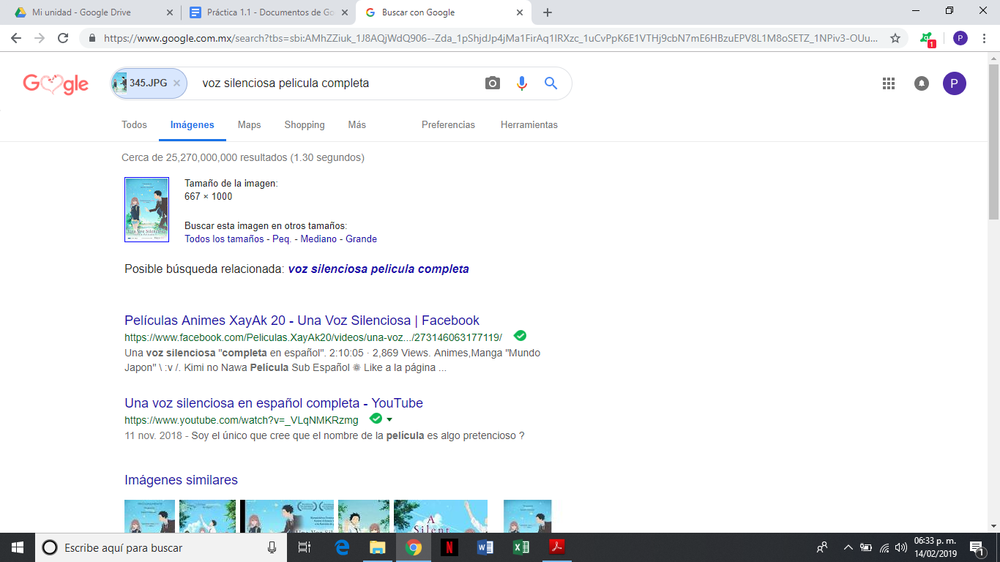 Mi unidad - Google Drive
Práctica 1.1 - Documentos de Go
Buscar con Google
https://www.google.com.mx/search?tbs=sbi:AMhZZiuk_1J8AQjWdQ906--Zda_1pShjdJp4jMa1FirAq1IRXzc_1uCvPpK6E1VTHj9cbN7mE6HBzuEPV8L1M8oSETZ_1NPiv3-OUu...
1
P
Google
345.JPG
voz silenciosa pelicula completa
P
Todos
Imágenes
Maps
Shopping
Más
Preferencias
Herramientas
Cerca de 25,270,000,000 resultados (1.30 segundos)
Tamaño de la imagen:
667 × 1000
Buscar esta imagen en otros tamaños:
Todos los tamaños - Peq. - Mediano - Grande
Posible búsqueda relacionada: voz silenciosa pelicula completa
Películas Animes XayAk 20 - Una Voz Silenciosa | Facebook
https://www.facebook.com/Peliculas.XayAk20/videos/una-voz.../273146063177119/
Una voz silenciosa "completa en español". 2:10:05 · 2,869 Views. Animes,Manga "Mundo
Japon" \ :v /. Kimi no Nawa Película Sub Español ❅ Like a la página ...
Una voz silenciosa en español completa - YouTube
https://www.youtube.com/watch?v=_VLqNMKRzmg
11 nov. 2018 - Soy el único que cree que el nombre de la película es algo pretencioso ?
Imágenes similares
A
Silent
Escribe aquí para buscar
06:33 p. m.
14/02/2019
1